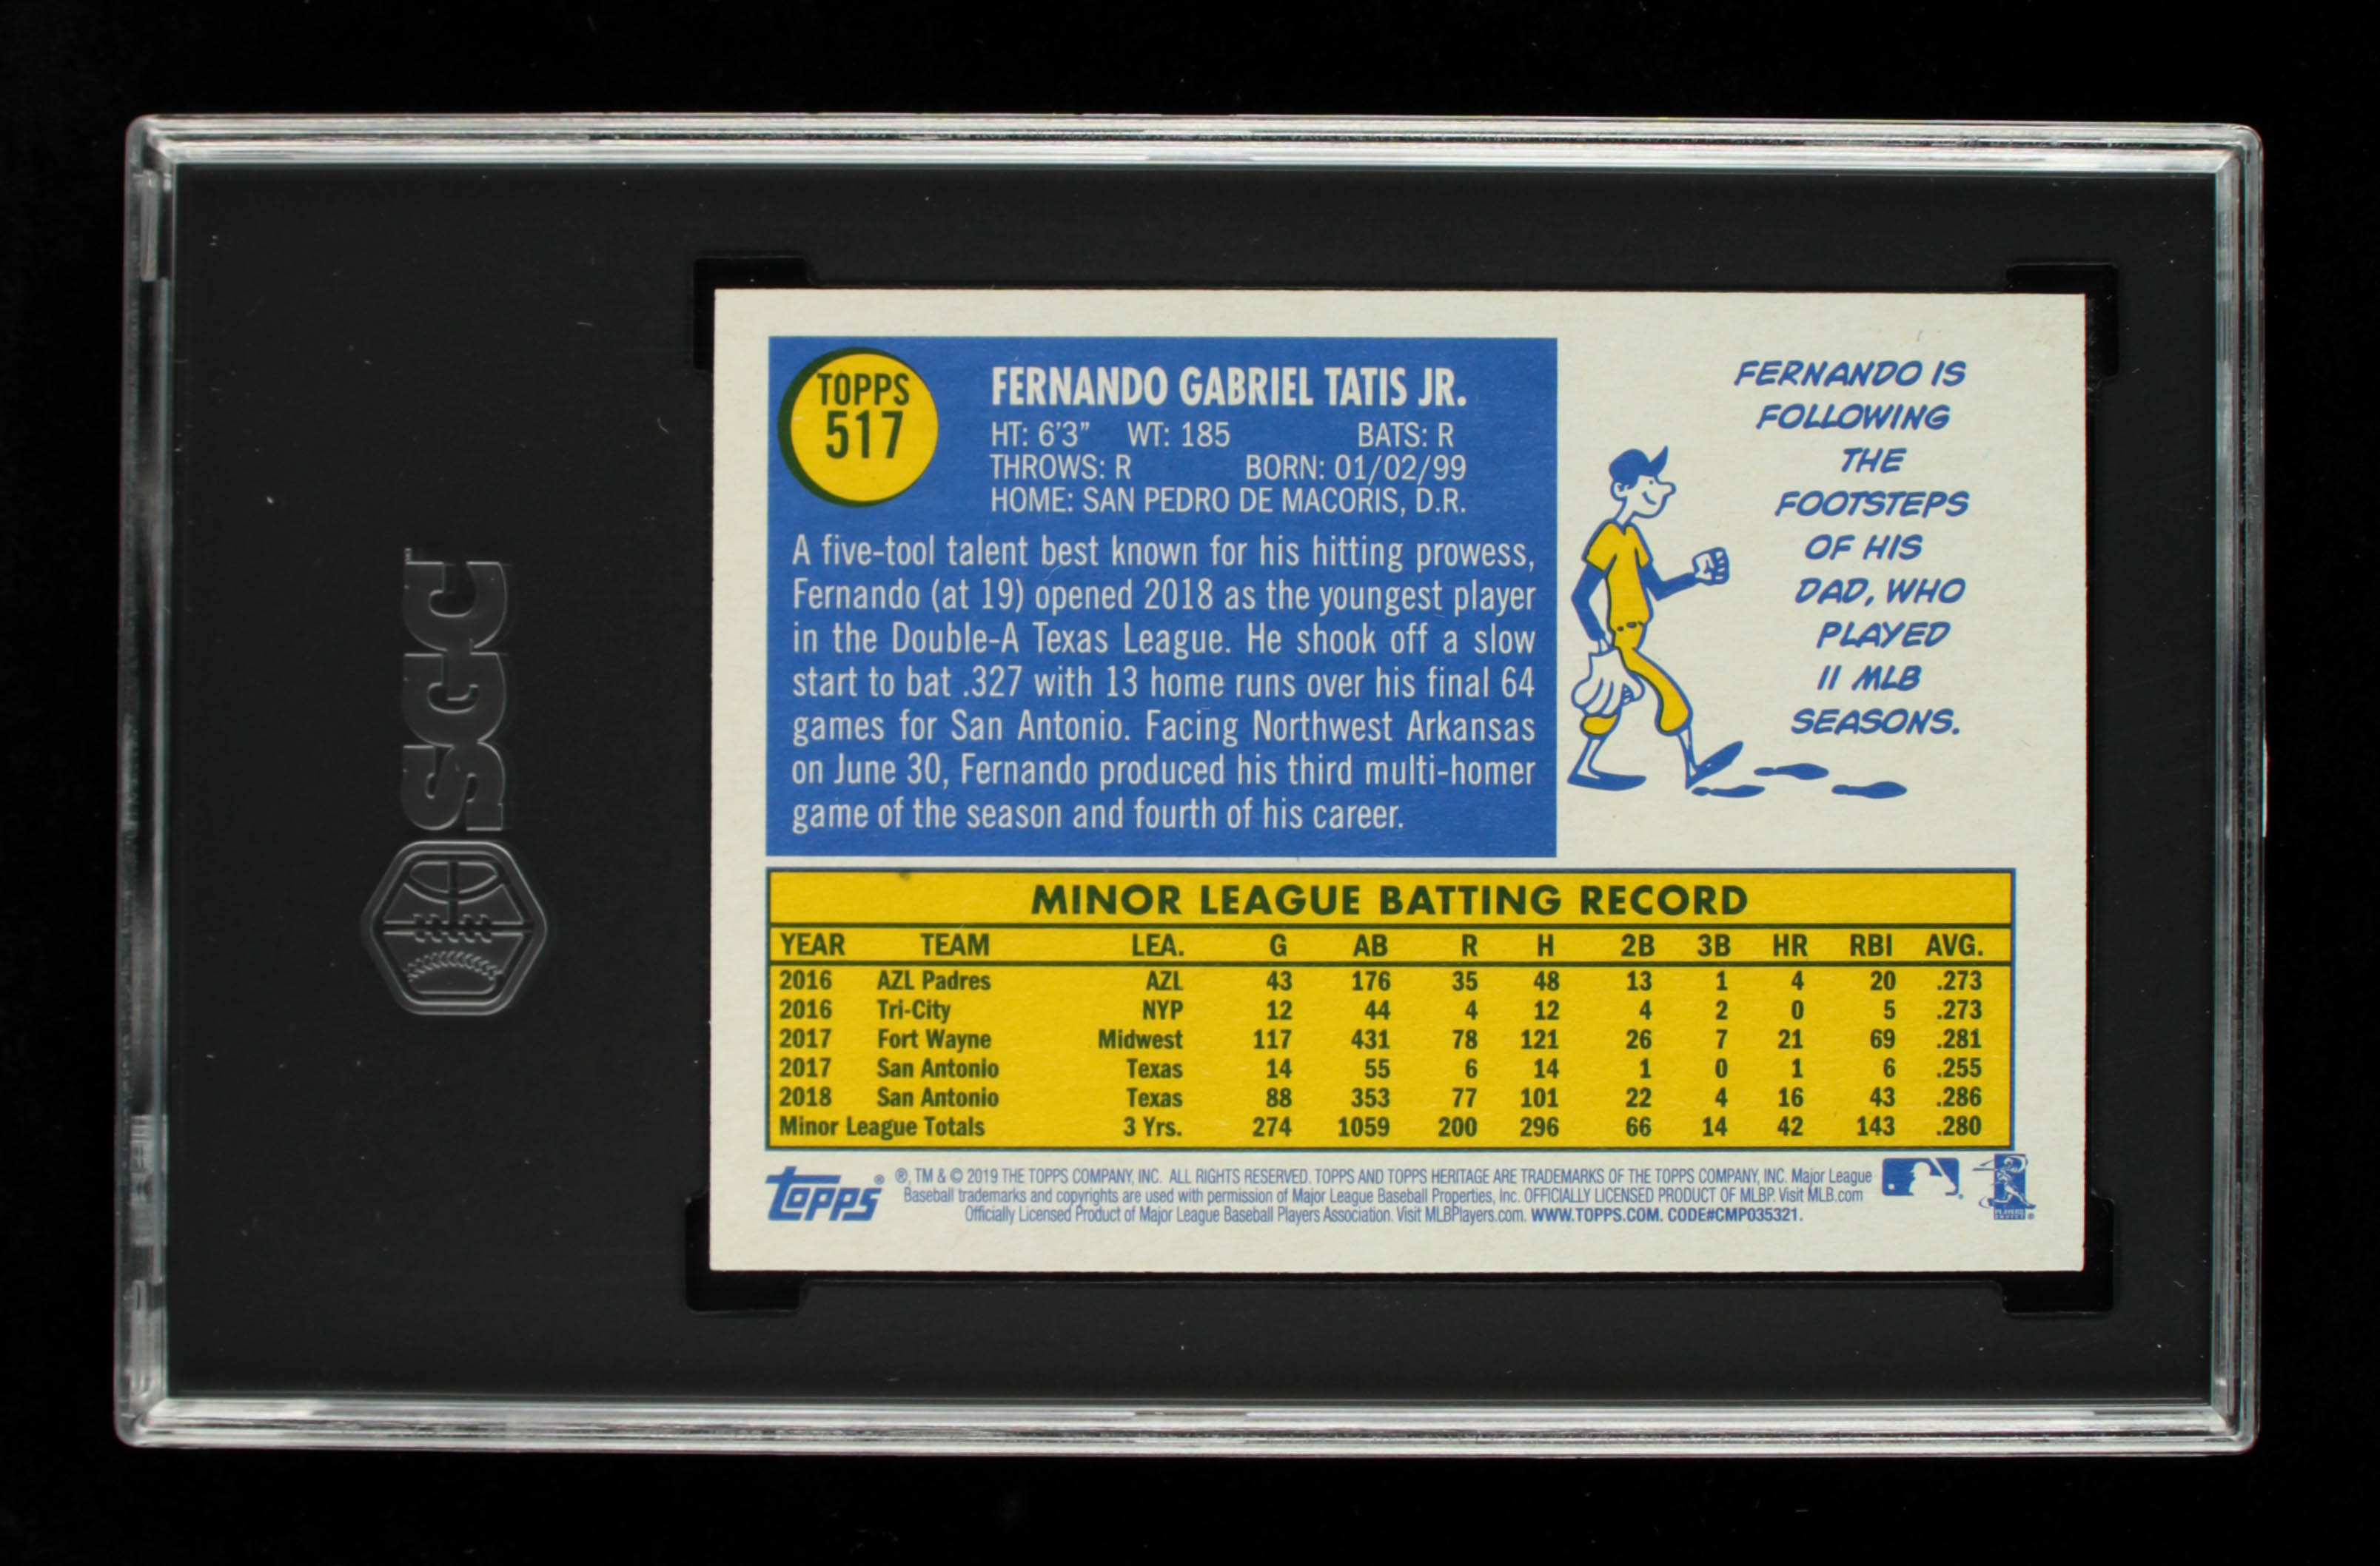 SGC
TOPPS
517
FERNANDO GABRIEL TATIS JR.
HT: 6'3" WT: 185 BATS: R
THROWS: R BORN: 01/02/99
HOME: SAN PEDRO DE MACORIS, D.R.
A five-tool talent best known for his hitting prowess,
Fernando (at 19) opened 2018 as the youngest player
in the Double-A Texas League. He shook off a slow
start to bat .327 with 13 home runs over his final 64
games for San Antonio. Facing Northwest Arkansas
on June 30, Fernando produced his third multi-homer
game of the season and fourth of his career.
FERNANDO IS
FOLLOWING
THE
FOOTSTEPS
OF HIS
DAD, WHO
PLAYED
11 MLB
SEASONS.
MINOR LEAGUE BATTING RECORD
YEAR TEAM LEA. G AB R H 2B 3B HR RBI AVG.
2016 AZL Padres AZL 43 176 35 48 13 1 4 20 .273
2016 Tri-City NYP 12 44 4 12 4 2 0 5 .273
2017 Fort Wayne Midwest 117 431 78 121 26 7 21 69 .281
2017 San Antonio Texas 14 55 6 14 1 0 1 6 .255
2018 San Antonio Texas 88 353 77 101 22 4 16 43 .286
Minor League Totals 3 Yrs. 274 1059 200 296 66 14 42 143 .280
topps®
®, TM & © 2019 THE TOPPS COMPANY, INC. ALL RIGHTS RESERVED. TOPPS AND TOPPS HERITAGE ARE TRADEMARKS OF THE TOPPS COMPANY, INC. Major League
Baseball trademarks and copyrights are used with permission of Major League Baseball Properties, Inc. OFFICIALLY LICENSED PRODUCT OF MLBP. Visit MLB.com
Officially Licensed Product of Major League Baseball Players Association. Visit MLBPlayers.com. WWW.TOPPS.COM. CODE#CMP035321.